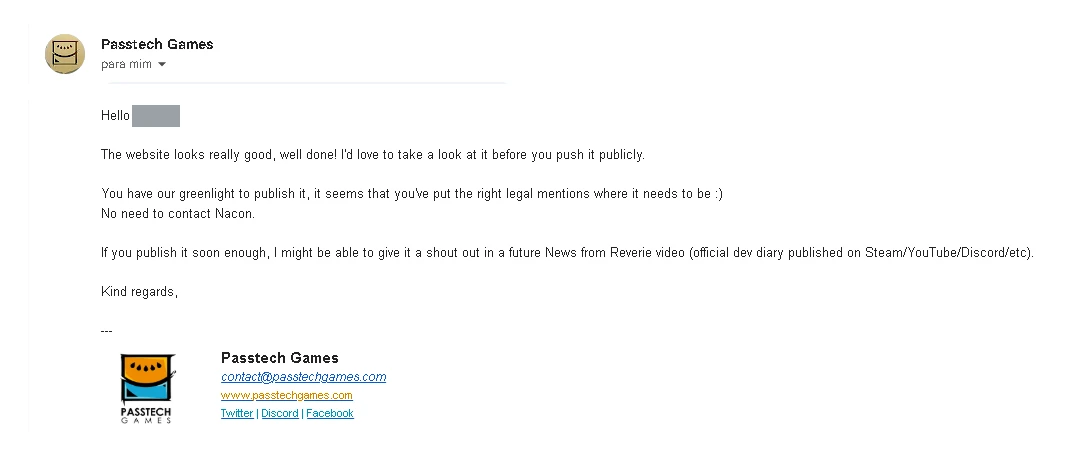 Passtech Games
para mim
Hello
The website looks really good, well done! I'd love to take a look at it before you push it publicly.
You have our greenlight to publish it, it seems that you've put the right legal mentions where it needs to be :)
No need to contact Nacon.
If you publish it soon enough, I might be able to give it a shout out in a future News from Reverie video (official dev diary published on Steam/YouTube/Discord/etc).
Kind regards,
---
PASSTECH
GAMES
Passtech Games
contact@passtechgames.com
www.passtechgames.com
Twitter | Discord | Facebook